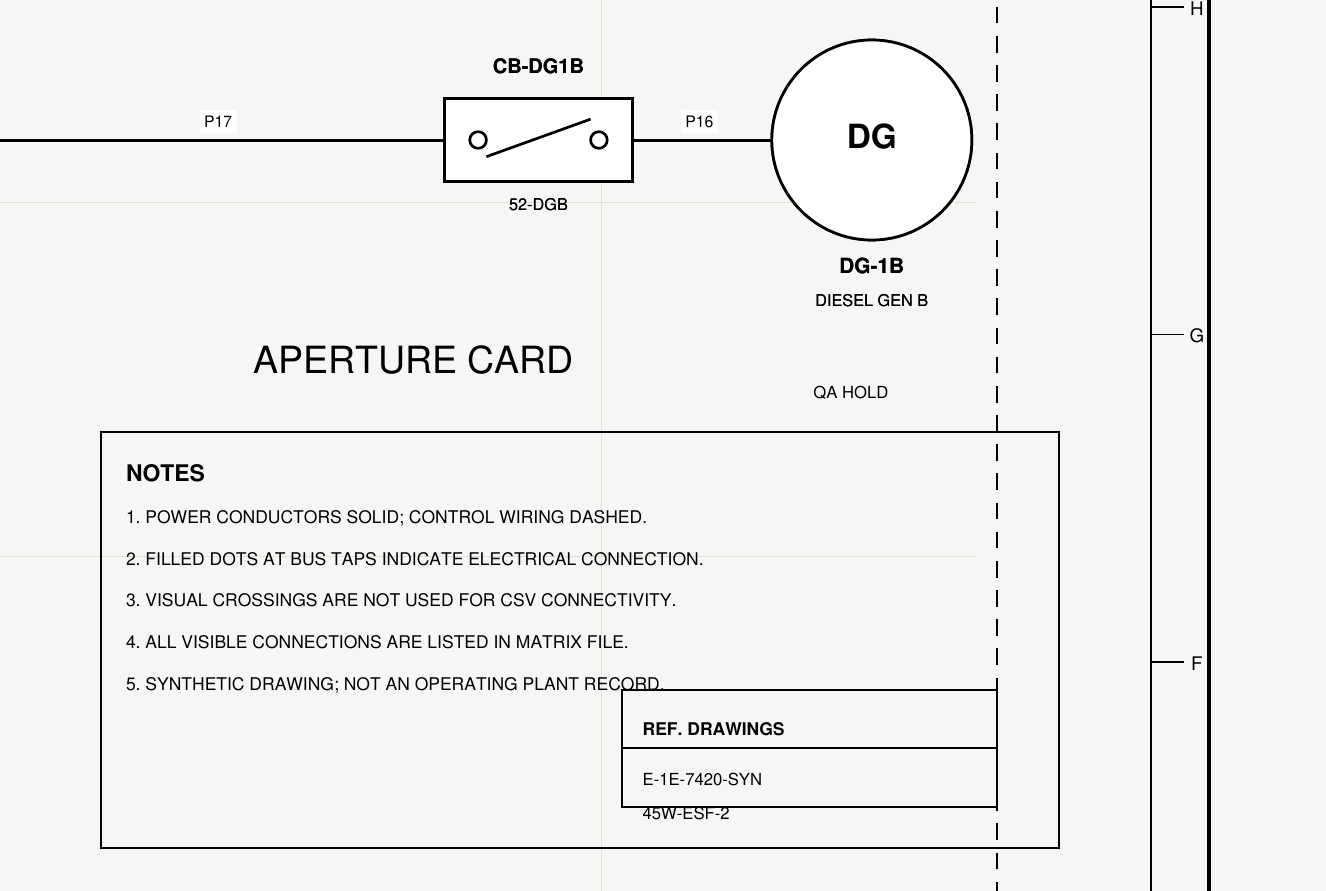 H
CB-DG1B
P17
P16
DG
52-DGB
DG-1B
DIESEL GEN B
G
APERTURE CARD
QA HOLD
NOTES
1. POWER CONDUCTORS SOLID; CONTROL WIRING DASHED.
2. FILLED DOTS AT BUS TAPS INDICATE ELECTRICAL CONNECTION.
3. VISUAL CROSSINGS ARE NOT USED FOR CSV CONNECTIVITY.
4. ALL VISIBLE CONNECTIONS ARE LISTED IN MATRIX FILE.
F
5. SYNTHETIC DRAWING; NOT AN OPERATING PLANT RECORD.
REF. DRAWINGS
E-1E-7420-SYN
45W-ESF-2